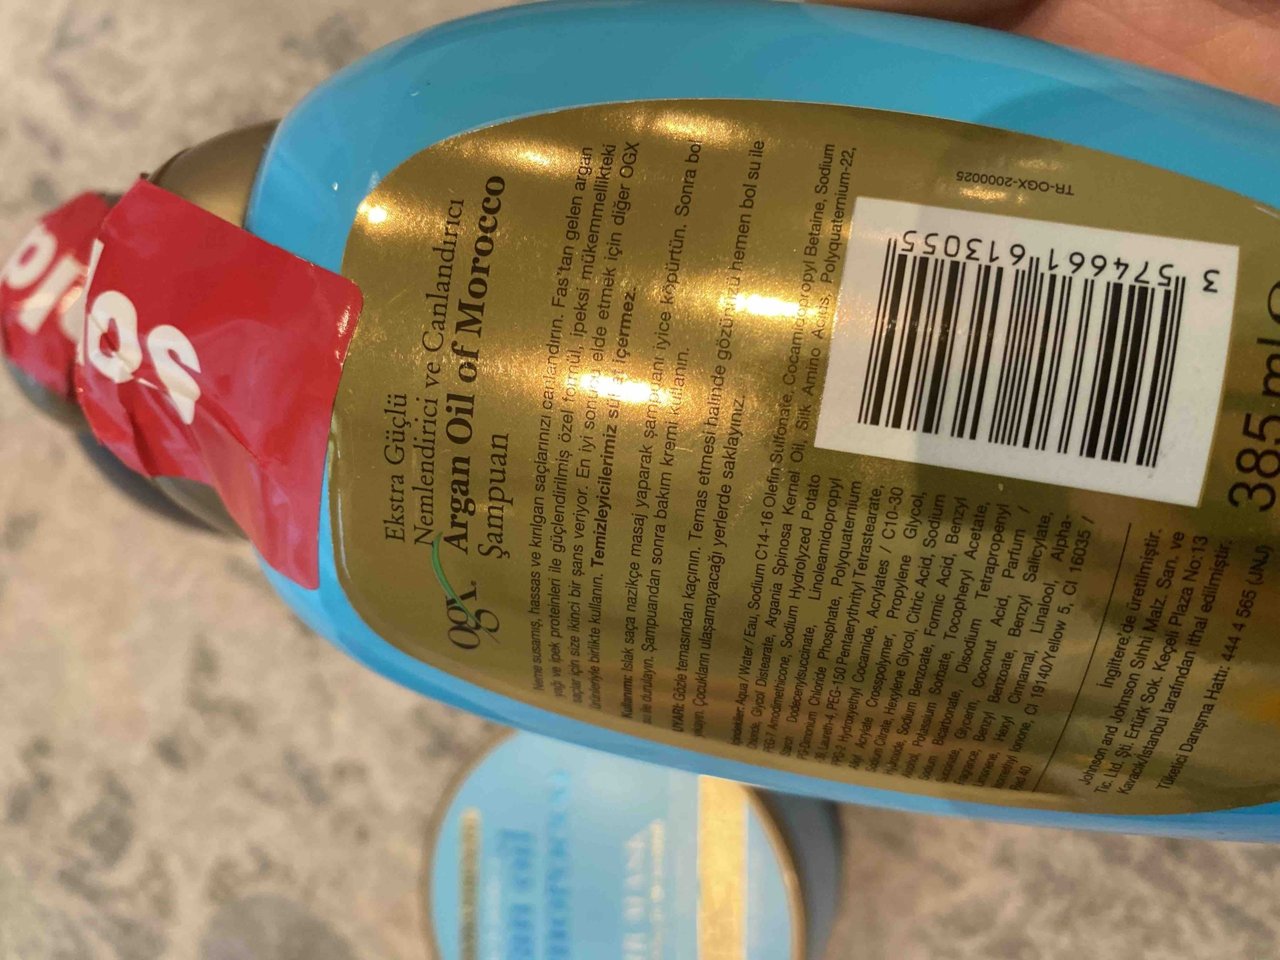 Ekstra Güçlü
Nemlendirici ve Canlandırıcı
Argan Oil of Morocco
Şampuan
ogx
Neme susamış, hassas ve kırılgan saçlarınızı canlandırın. Fas'tan gelen argan
yağı ve ipek proteinleri ile güçlendirilmiş özel formül, ipeksi mükemmellikteki
saçlar için size ikinci bir şans veriyor. En iyi sonucu elde etmek için diğer OGX
ürünleriyle birlikte kullanın. Temizleyicilerimiz sülfat içermez.
Kullanımı: Islak saça nazikçe masaj yaparak şampuanı iyice köpürtün. Sonra bol
su ile durulayın. Şampuandan sonra bakım kremi kullanın.
UYARI: Gözle temasından kaçının. Teması etmesi halinde gözünüzü hemen bol su ile
yıkayın. Çocukların ulaşamayacağı yerlerde saklayınız.
İçindekiler: Aqua / Water / Eau, Sodium C14-16 Olefin Sulfonate, Cocamidopropyl Betaine, Sodium
Chloride, Glycol Distearate, Argania Spinosa Kernel Oil, Silk Amino Acids, Polyquaternium-22,
PEG-7 Amodimethicone, Sodium Hydrolyzed Potato
Starch Dodecenylsuccinate, Linoleamidopropyl
PG-Dimonium Chloride Phosphate, Polyquaternium
Laureth-4, PEG-150 Pentaerythrityl Tetrastearate,
PPG-2 Hydroxyethyl Cocamide, Acrylates / C10-30
Alkyl Acrylate Crosspolymer, Propylene Glycol,
Sodium Citrate, Hexylene Glycol, Citric Acid, Sodium
Hydroxide, Sodium Benzoate, Formic Acid, Benzyl
Alcohol, Potassium Sorbate, Tocopheryl Acetate,
Sodium Bicarbonate, Disodium Tetrapropenyl
Succinate, Glycerin, Coconut Acid, Parfum /
Fragrance, Benzyl Benzoate, Benzyl Salicylate,
Limonene, Hexyl Cinnamal, Linalool, Alpha-
Isomethyl Ionone, CI 19140/Yellow 5, CI 16035 /
Red 40
İngiltere'de üretilmiştir.
Johnson and Johnson Sıhhi Malz. San. ve
Tic. Ltd. Şti. Ertürk Sok. Keçeli Plaza No:13
Kavacık/İstanbul tarafından ithal edilmiştir.
Tüketici Danışma Hattı: 444 4 565 (JNJ)
385 ml
TR-OGX-2000025
3 574661 613055